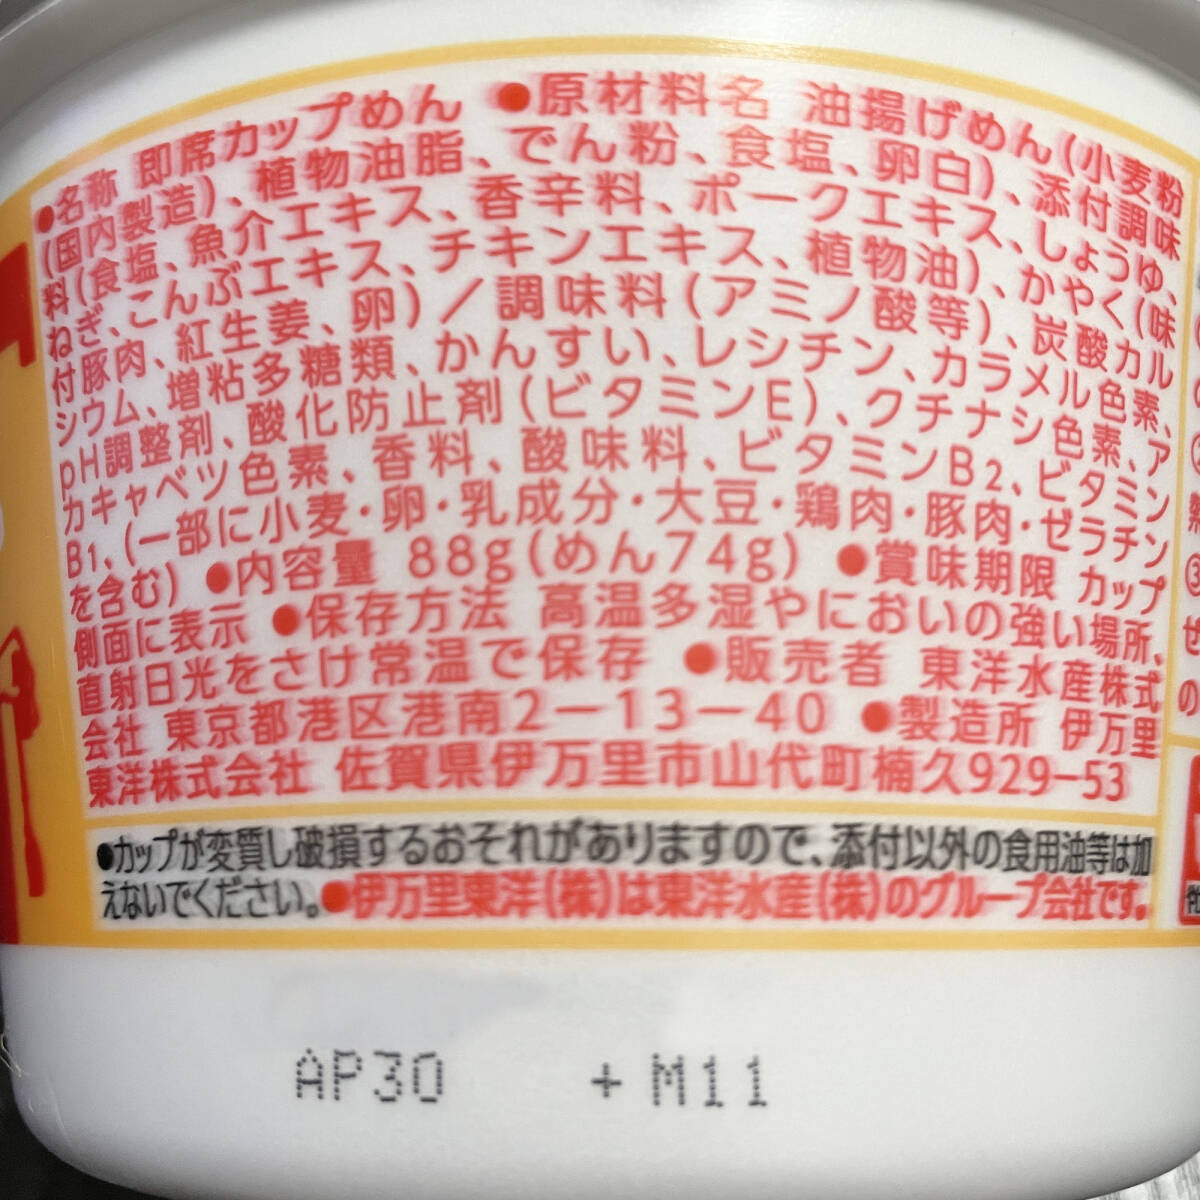 ●名称 即席カップめん ●原材料名 油揚げめん(小麦粉
(国内製造)、植物油脂、でん粉、食塩、卵白)、添付調味
料(食塩、魚介エキス、香辛料、ポークエキス、しょうゆ、
ねぎ、こんぶエキス、チキンエキス、植物油)、かやく(味
付豚肉、紅生姜、卵)/調味料(アミノ酸等)、炭酸カル
シウム、増粘多糖類、かんすい、レシチン、カラメル色素、
pH調整剤、酸化防止剤(ビタミンE)、クチナシ色素、ア
カキャベツ色素、香料、酸味料、ビタミンB2、ビタミン
B1、(一部に小麦・卵・乳成分・大豆・鶏肉・豚肉・ゼラチン
を含む) ●内容量 88g(めん74g) ●賞味期限 カップ
側面に表示 ●保存方法 高温多湿やにおいの強い場所、
直射日光をさけ常温で保存 ●販売者 東洋水産株式
会社 東京都港区港南2-13-40 ●製造所 伊万里
東洋株式会社 佐賀県伊万里市山代町楠久929-53
●カップが変質し破損するおそれがありますので、添付以外の食用油等は加
えないでください。●伊万里東洋(株)は東洋水産(株)のグループ会社です。
AP30 +M11